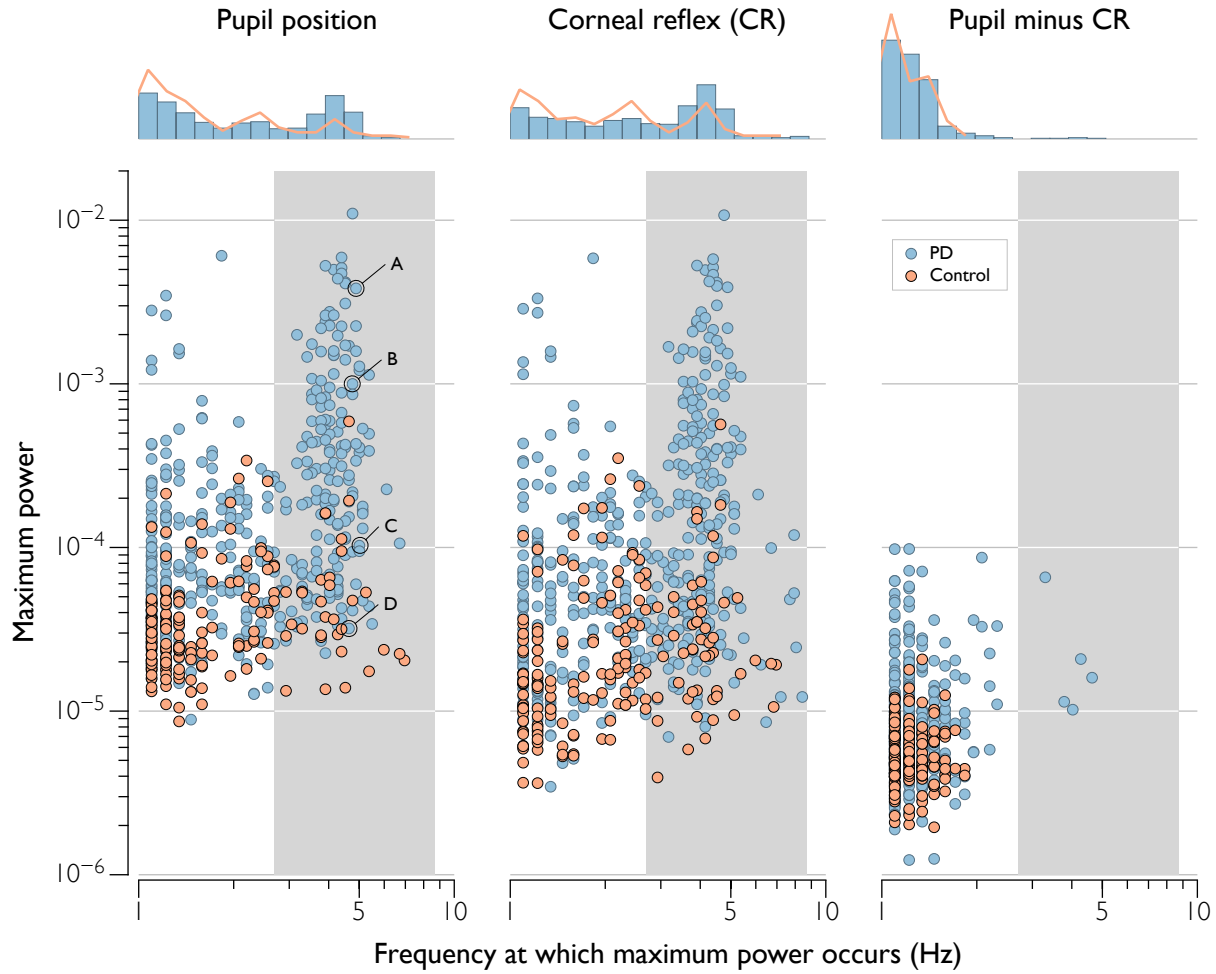 Pupil position
Corneal reflex (CR)
Pupil minus CR
10⁻²
10⁻³
10⁻⁴
10⁻⁵
10⁻⁶
Maximum power
A
B
C
D
PD
Control
1 5 10
1 5 10
1 5 10
Frequency at which maximum power occurs (Hz)